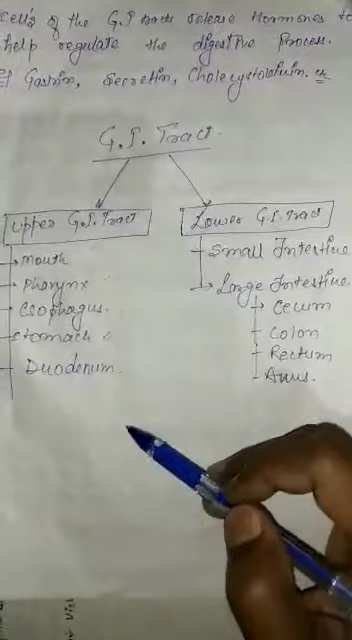 Cells of the G.I tract release Hormones to
help regulate the digestive Process.
Gastrin, Secretin, Cholecystokinin.
G.I. Tract.
Upper G.I. Tract
Lower G.I. tract
mouth
Pharynx
Esophagus.
Stomach
Duodenum.
Small Intestine
Large Intestine.
Cecum
Colon
Rectum
Anus.